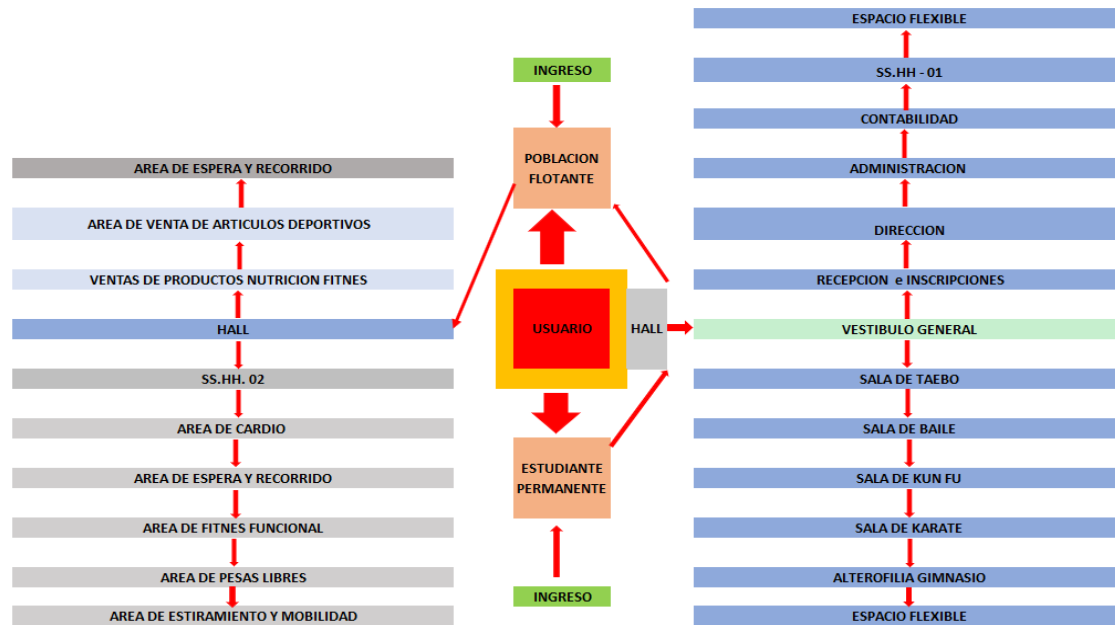 AREA DE ESPERA Y RECORRIDO
AREA DE VENTA DE ARTICULOS DEPORTIVOS
VENTAS DE PRODUCTOS NUTRICION FITNES
HALL
SS.HH. 02
AREA DE CARDIO
AREA DE ESPERA Y RECORRIDO
AREA DE FITNES FUNCIONAL
AREA DE PESAS LIBRES
AREA DE ESTIRAMIENTO Y MOBILIDAD
INGRESO
POBLACION
FLOTANTE
USUARIO
HALL
ESTUDIANTE
PERMANENTE
INGRESO
ESPACIO FLEXIBLE
SS.HH - 01
CONTABILIDAD
ADMINISTRACION
DIRECCION
RECEPCION e INSCRIPCIONES
VESTIBULO GENERAL
SALA DE TAEBO
SALA DE BAILE
SALA DE KUN FU
SALA DE KARATE
ALTEROFILIA GIMNASIO
ESPACIO FLEXIBLE